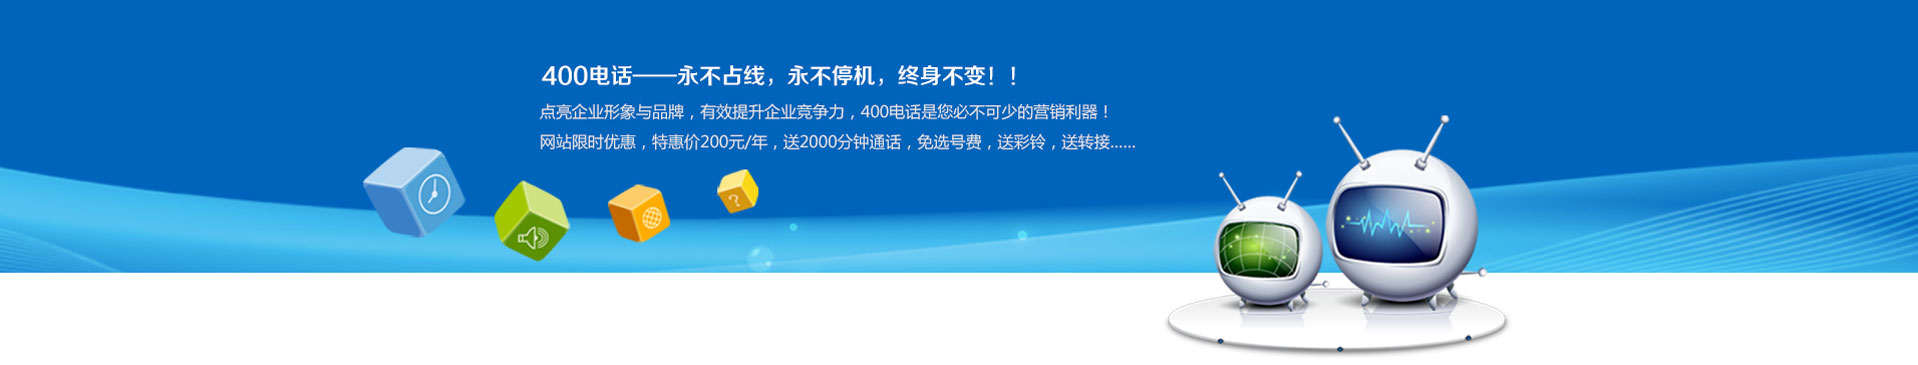 400电话——永不占线，永不停机，终身不变！！
点亮企业形象与品牌，有效提升企业竞争力，400电话是您必不可少的营销利器！
网站限时优惠，特惠价200元/年，送2000分钟通话，免选号费，送彩铃，送转接......
?